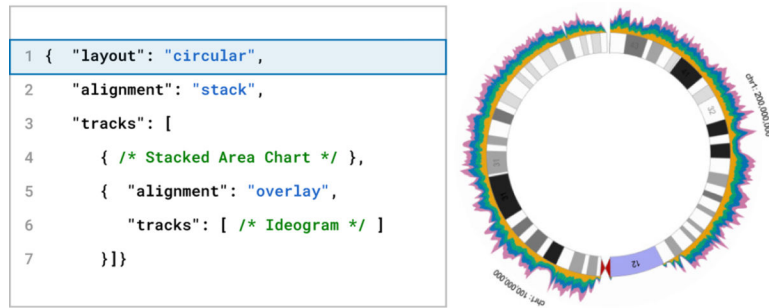 1 { "layout": "circular",
2 "alignment": "stack",
3 "tracks": [
4 { /* Stacked Area Chart */ },
5 { "alignment": "overlay",
6 "tracks": [ /* Ideogram */ ]
7 }]}
chr1: 200,000,000
12
chr1: 100,000,000